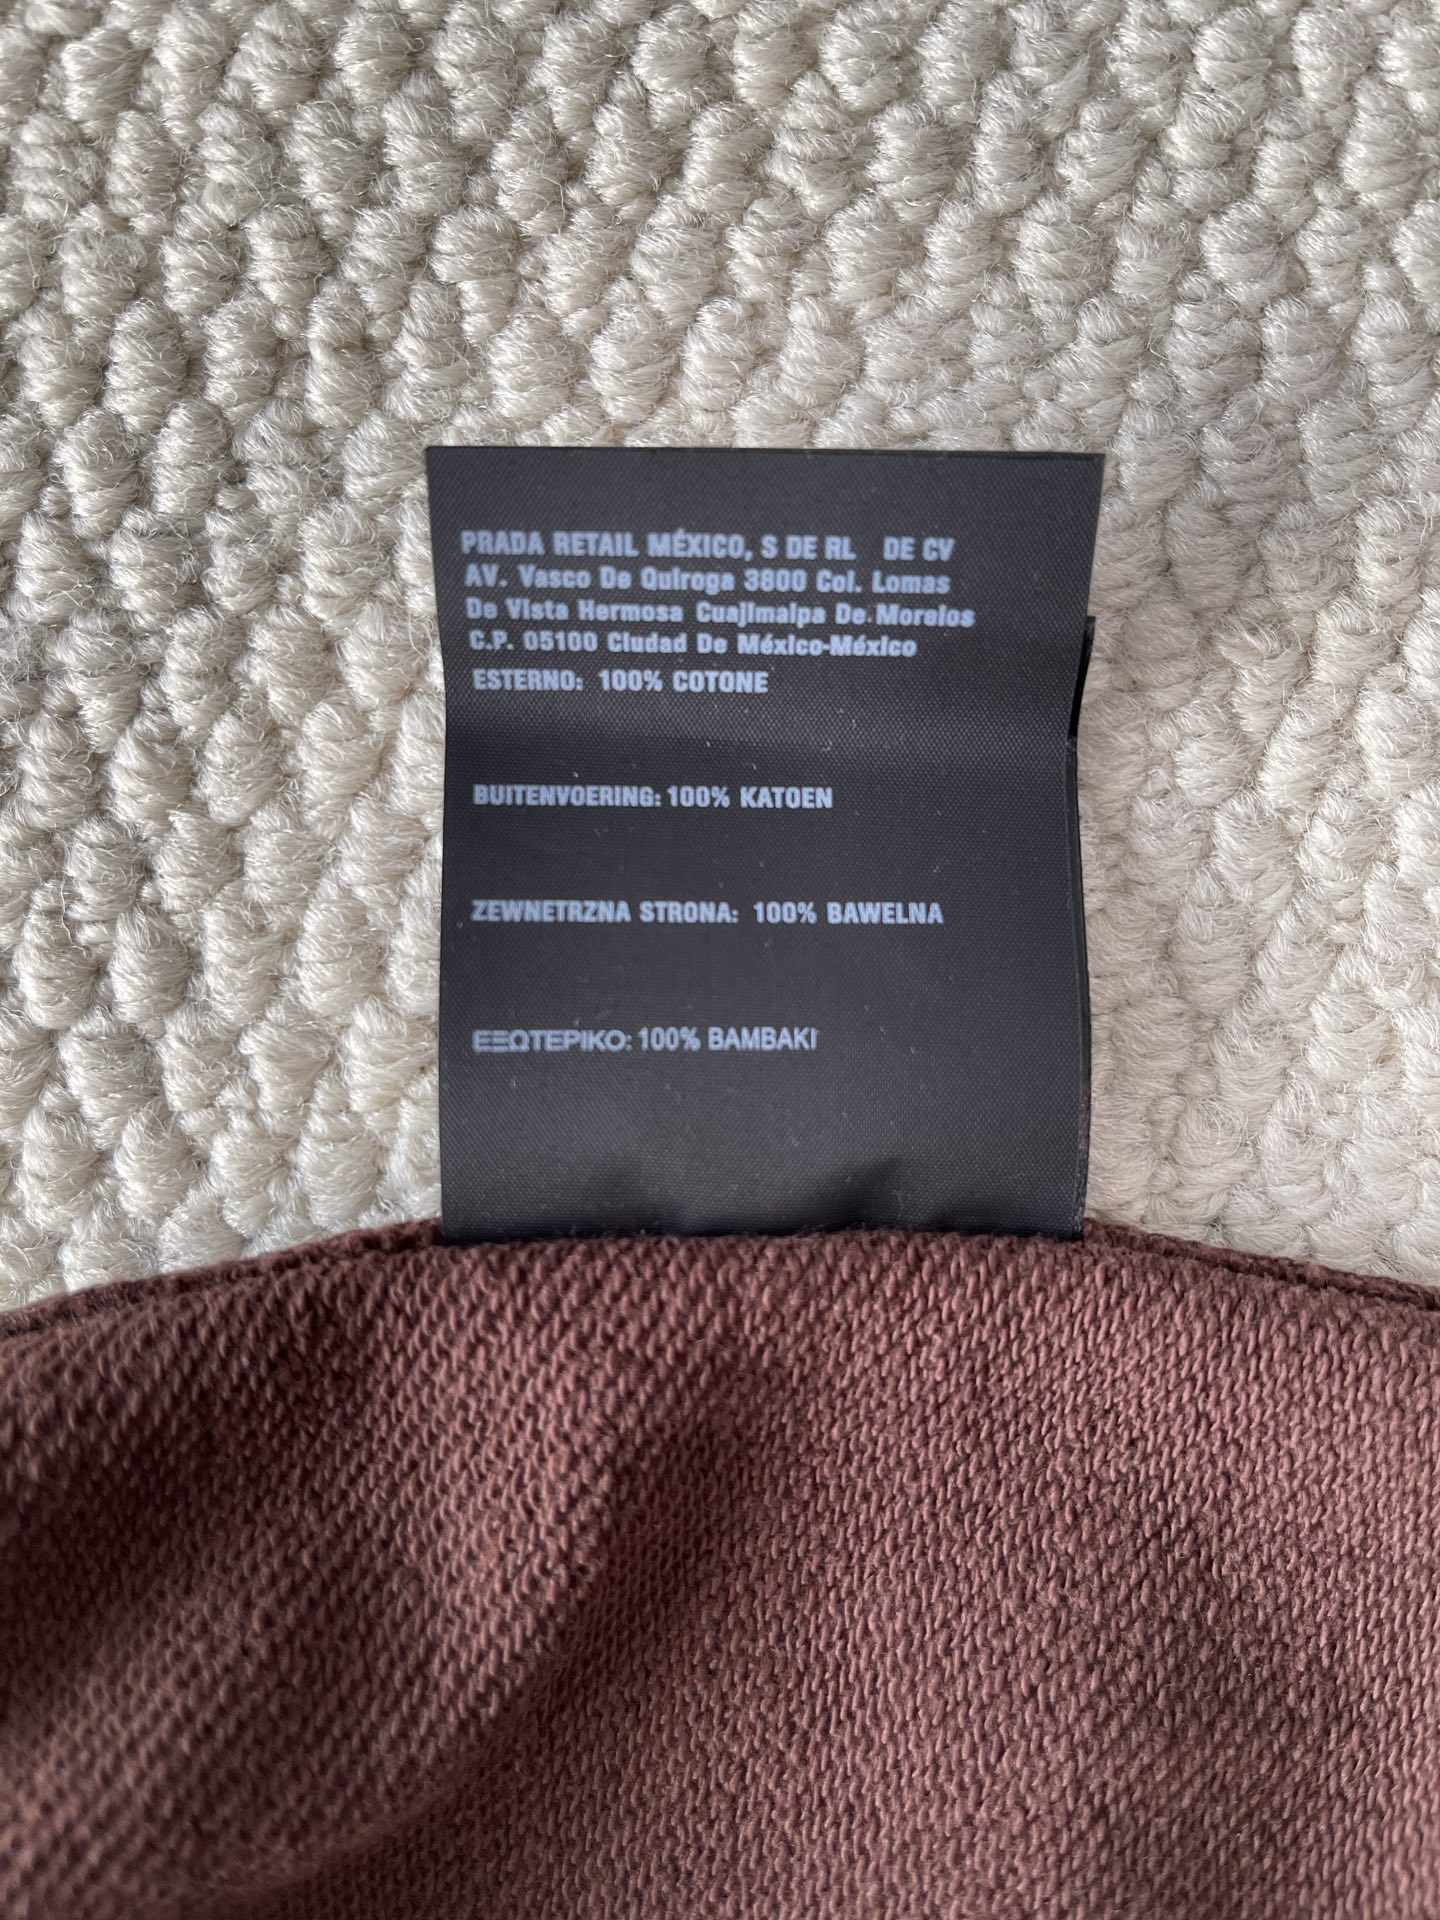 PRADA RETAIL MÉXICO, S DE RL DE CV
AV. Vasco De Quiroga 3800 Col. Lomas
De Vista Hermosa Cuajimalpa De. Morelos
C.P. 05100 Ciudad De México-México
ESTERNO: 100% COTONE
BUITENVOERING: 100% KATOEN
ZEWNETRZNA STRONA: 100% BAWELNA
ΕΞΩΤΕΡΙΚΟ: 100% BAMBAKI